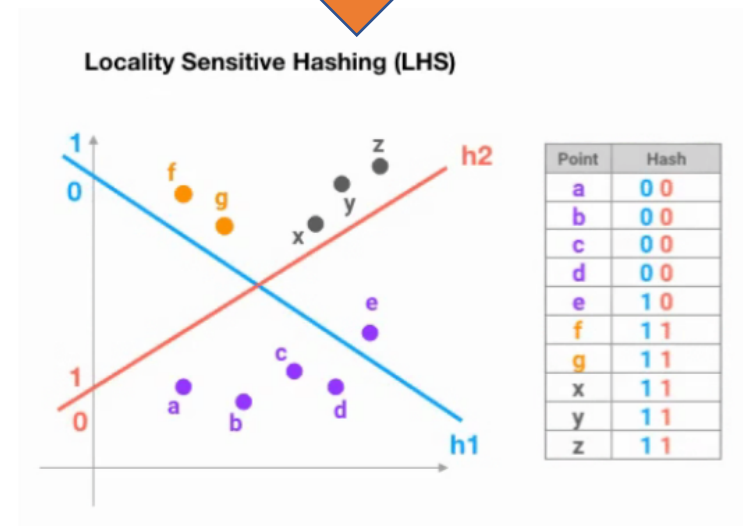 Locality Sensitive Hashing (LHS)
1
0
f
g
z
y
x
h2
e
c
a
b
d
1
0
h1
Point Hash
a 0 0
b 0 0
c 0 0
d 0 0
e 1 0
f 1 1
g 1 1
x 1 1
y 1 1
z 1 1